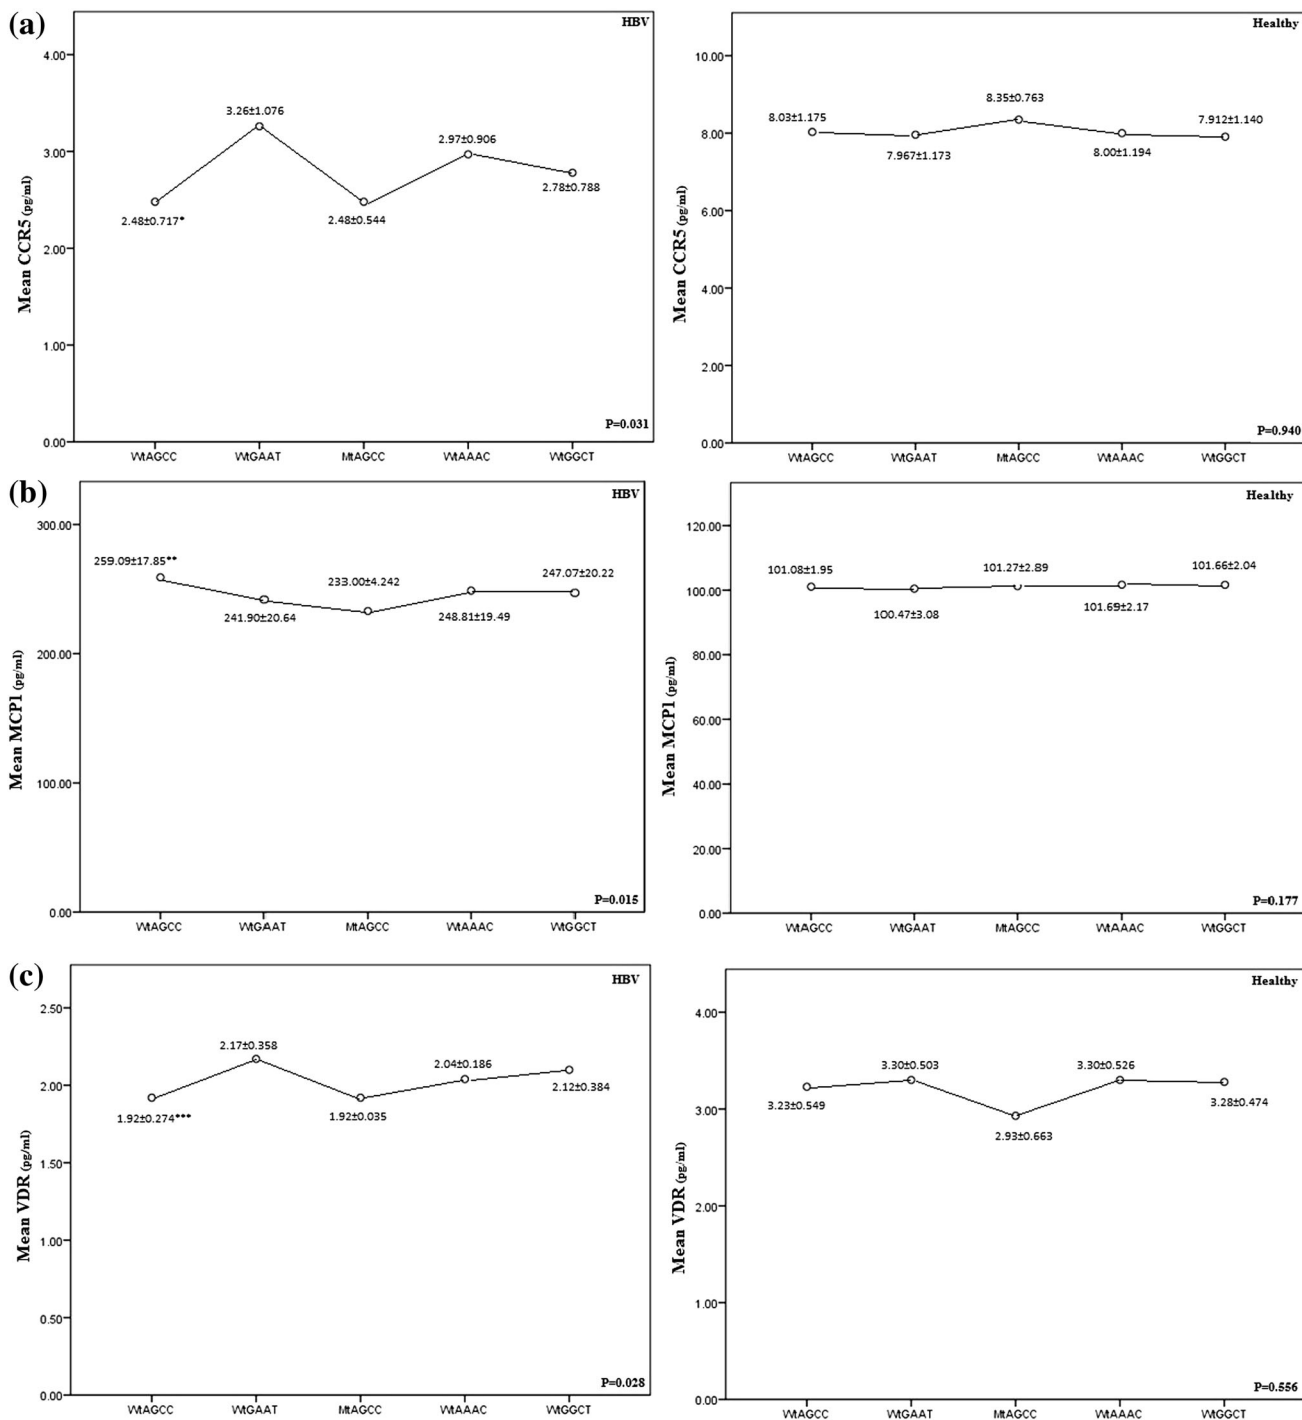 (a)
HBV
4.00
3.26±1.076
3.00
2.97±0.906
2.78±0.788
2.48±0.717*
2.48±0.544
2.00
1.00
0.00
Mean CCR5 (pg/ml)
P=0.031
WtAGCC WtGAAT MtAGCC WtAAAC WtGGCT
Healthy
10.00
8.35±0.763
8.03±1.175
7.912±1.140
8.00
7.967±1.173
8.00±1.194
6.00
4.00
2.00
0.00
Mean CCR5 (pg/ml)
P=0.940
WtAGCC WtGAAT MtAGCC WtAAAC WtGGCT
(b)
HBV
300.00
259.09±17.85**
233.00±4.242
247.07±20.22
241.90±20.64
248.81±19.49
200.00
100.00
0.00
Mean MCP1 (pg/ml)
P=0.015
WtAGCC WtGAAT MtAGCC WtAAAC WtGGCT
Healthy
120.00
101.08±1.95
101.27±2.89
101.66±2.04
100.00
100.47±3.08
101.69±2.17
80.00
60.00
40.00
20.00
0.00
Mean MCP1 (pg/ml)
P=0.177
WtAGCC WtGAAT MtAGCC WtAAAC WtGGCT
(c)
HBV
2.50
2.17±0.358
2.04±0.186
2.00
2.12±0.384
1.92±0.274***
1.92±0.035
1.50
1.00
0.50
0.00
Mean VDR (pg/ml)
P=0.028
WtAGCC WtGAAT MtAGCC WtAAAC WtGGCT
Healthy
4.00
3.30±0.503
3.30±0.526
3.23±0.549
3.28±0.474
3.00
2.93±0.663
2.00
1.00
0.00
Mean VDR (pg/ml)
P=0.556
WtAGCC WtGAAT MtAGCC WtAAAC WtGGCT